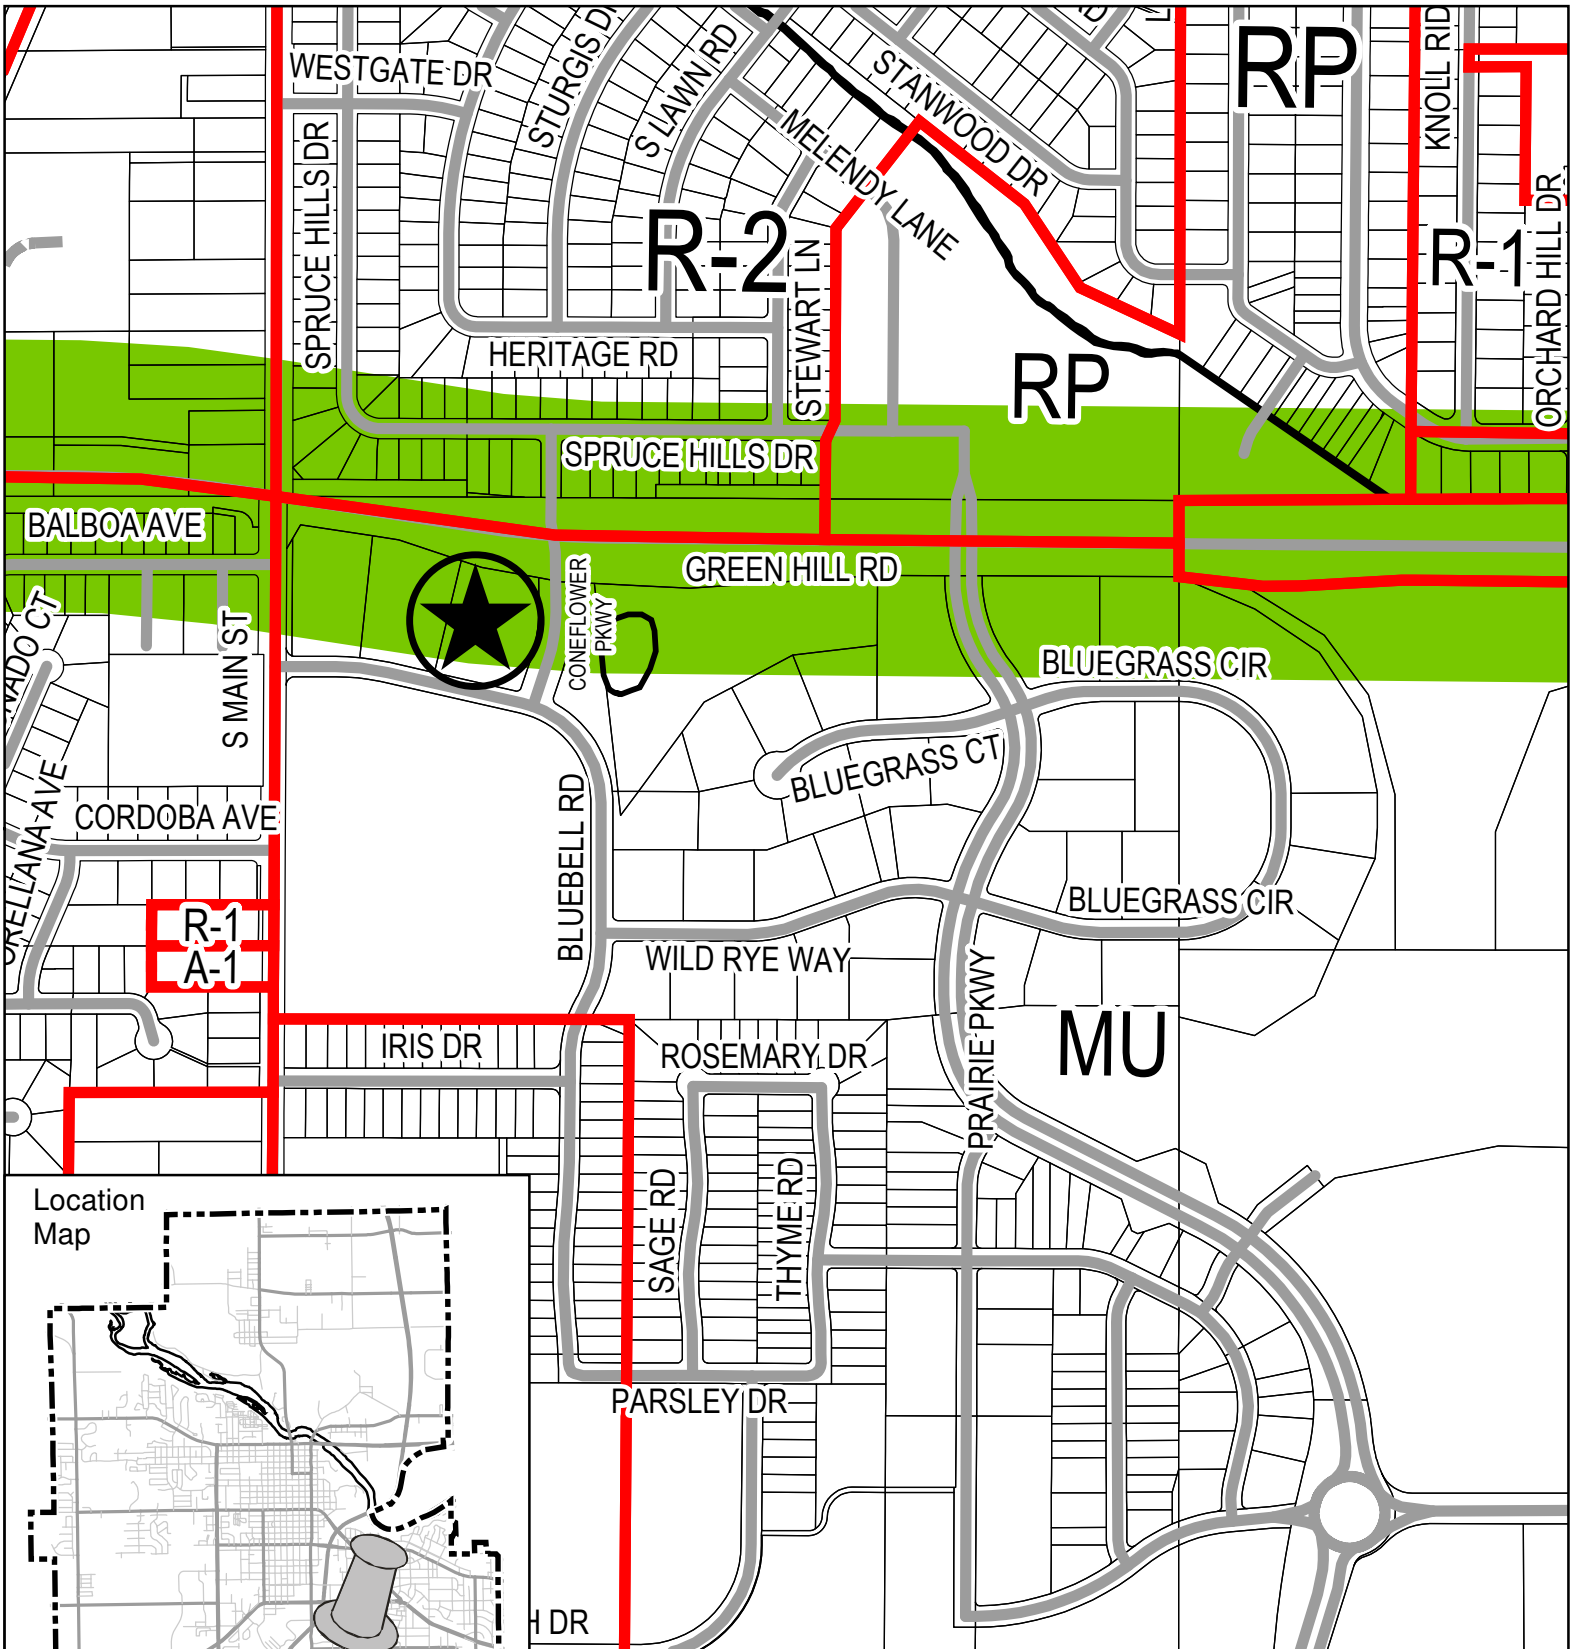 WESTGATE DR
STURGIS DR
S LAWN RD
STANWOOD DR
RP
KNOLL RD
SPRUCE HILLS DR
MELENDY LANE
R-2
STEWART LN
R-1
ORCHARD HILL DR
HERITAGE RD
RP
SPRUCE HILLS DR
BALBOA AVE
GREEN HILL RD
CONEFLOWER
PKWY
S MAIN ST
BLUEGRASS CIR
BLUEGRASS CT
CORDOBA AVE
BLUEBELL RD
R-1
A-1
BLUEGRASS CIR
WILD RYE WAY
PRAIRIE PKWY
MU
IRIS DR
ROSEMARY DR
SAGE RD
THYME RD
PARSLEY DR
Location
Map
DR